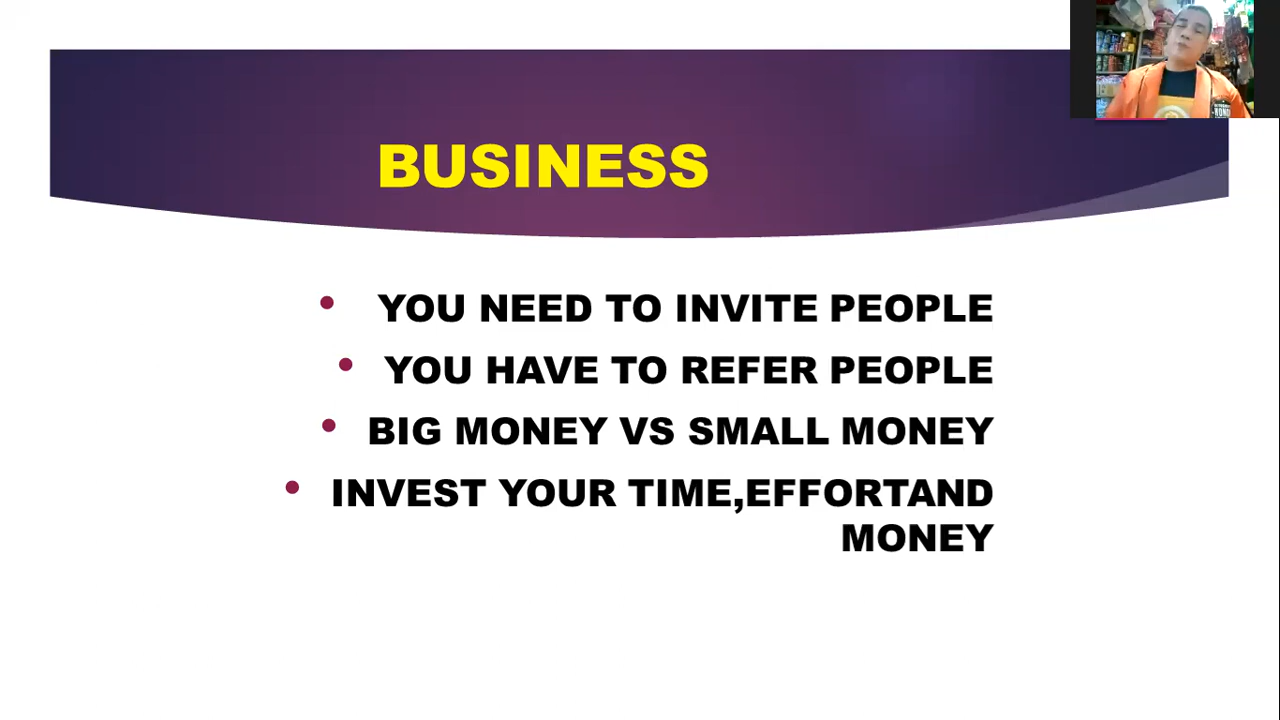 BUSINESS
• YOU NEED TO INVITE PEOPLE
• YOU HAVE TO REFER PEOPLE
• BIG MONEY VS SMALL MONEY
• INVEST YOUR TIME,EFFORTAND
MONEY